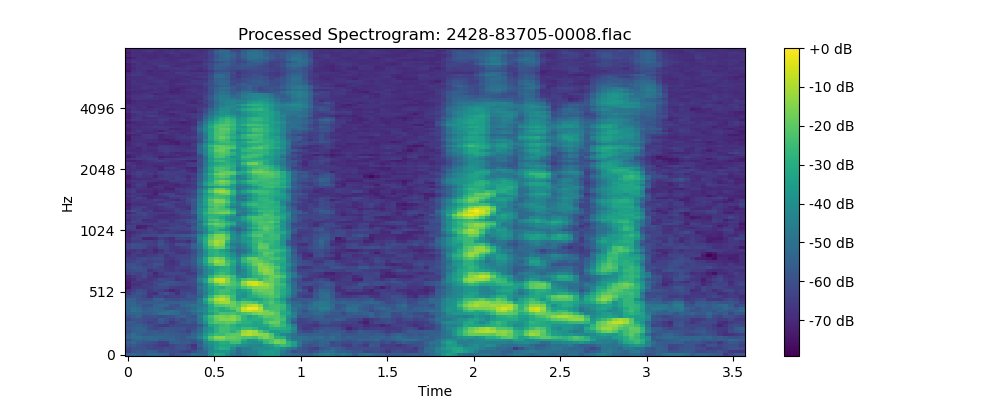 Processed Spectrogram: 2428-83705-0008.flac
+0 dB
4096
-10 dB
-20 dB
2048
-30 dB
Hz
1024
-40 dB
-50 dB
512
-60 dB
-70 dB
0
0 0.5 1 1.5 2 2.5 3 3.5
Time